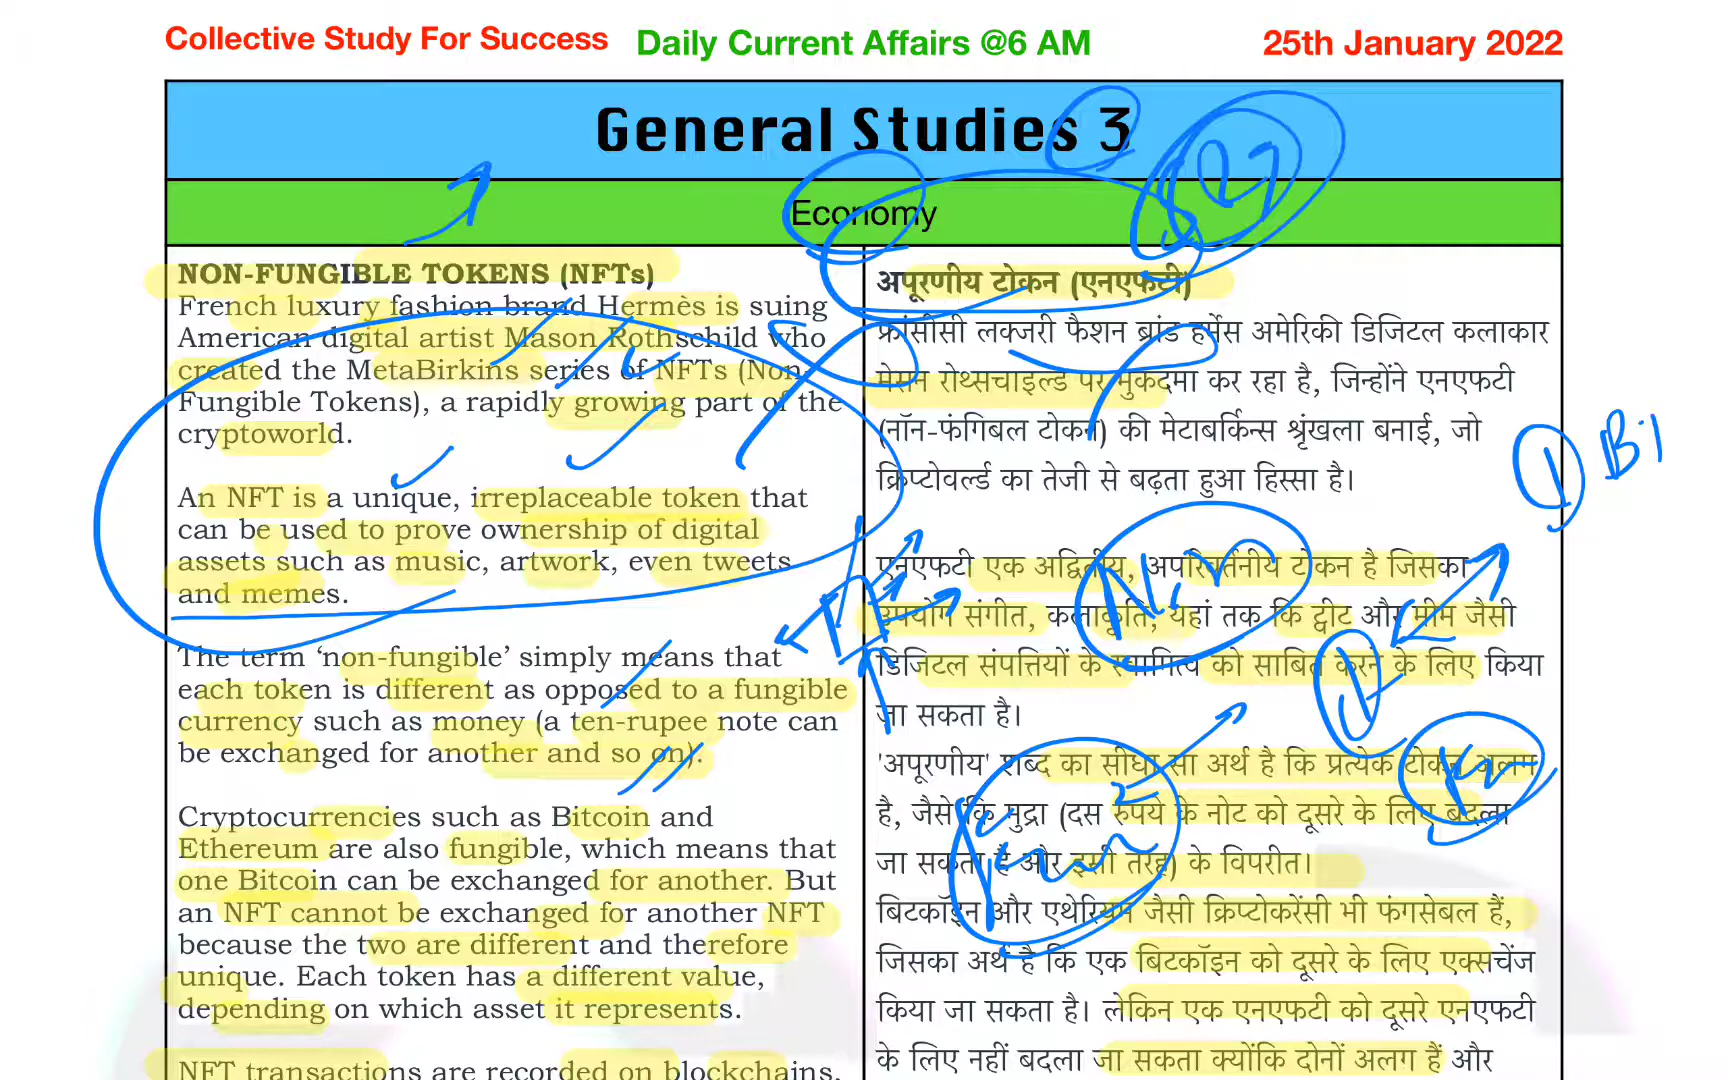 Collective Study For Success
Daily Current Affairs @6 AM
25th January 2022
General Studies 3
Economy
NON-FUNGIBLE TOKENS (NFTs)
French luxury fashion brand Hermès is suing
American digital artist Mason Rothschild who
created the MetaBirkins series of NFTs (Non-
Fungible Tokens), a rapidly growing part of the
cryptoworld.
An NFT is a unique, irreplaceable token that
can be used to prove ownership of digital
assets such as music, artwork, even tweets
and memes.
The term ‘non-fungible’ simply means that
each token is different as opposed to a fungible
currency such as money (a ten-rupee note can
be exchanged for another and so on).
Cryptocurrencies such as Bitcoin and
Ethereum are also fungible, which means that
one Bitcoin can be exchanged for another. But
an NFT cannot be exchanged for another NFT
because the two are different and therefore
unique. Each token has a different value,
depending on which asset it represents.
NFT transactions are recorded on blockchains,
अपूरणीय टोकन (एनएफटी)
फ्रांसीसी लक्जरी फैशन ब्रांड हर्मेस अमेरिकी डिजिटल कलाकार
मेसन रोथ्सचाइल्ड पर मुकदमा कर रहा है, जिन्होंने एनएफटी
(नॉन-फंगिबल टोकन) की मेटाबर्किन्स श्रृंखला बनाई, जो
क्रिप्टोवर्ल्ड का तेजी से बढ़ता हुआ हिस्सा है।
एनएफटी एक अद्वितीय, अपरिवर्तनीय टोकन है जिसका
उपयोग संगीत, कलाकृति, यहां तक कि ट्वीट और मीम जैसी
डिजिटल संपत्तियों के स्वामित्व को साबित करने के लिए किया
जा सकता है।
'अपूरणीय' शब्द का सीधा सा अर्थ है कि प्रत्येक टोकन अलग
है, जैसे कि मुद्रा (दस रुपये के नोट को दूसरे के लिए बदला
जा सकता है और इसी तरह) के विपरीत।
बिटकॉइन और एथेरियम जैसी क्रिप्टोकरेंसी भी फंगसेबल हैं,
जिसका अर्थ है कि एक बिटकॉइन को दूसरे के लिए एक्सचेंज
किया जा सकता है। लेकिन एक एनएफटी को दूसरे एनएफटी
के लिए नहीं बदला जा सकता क्योंकि दोनों अलग हैं और